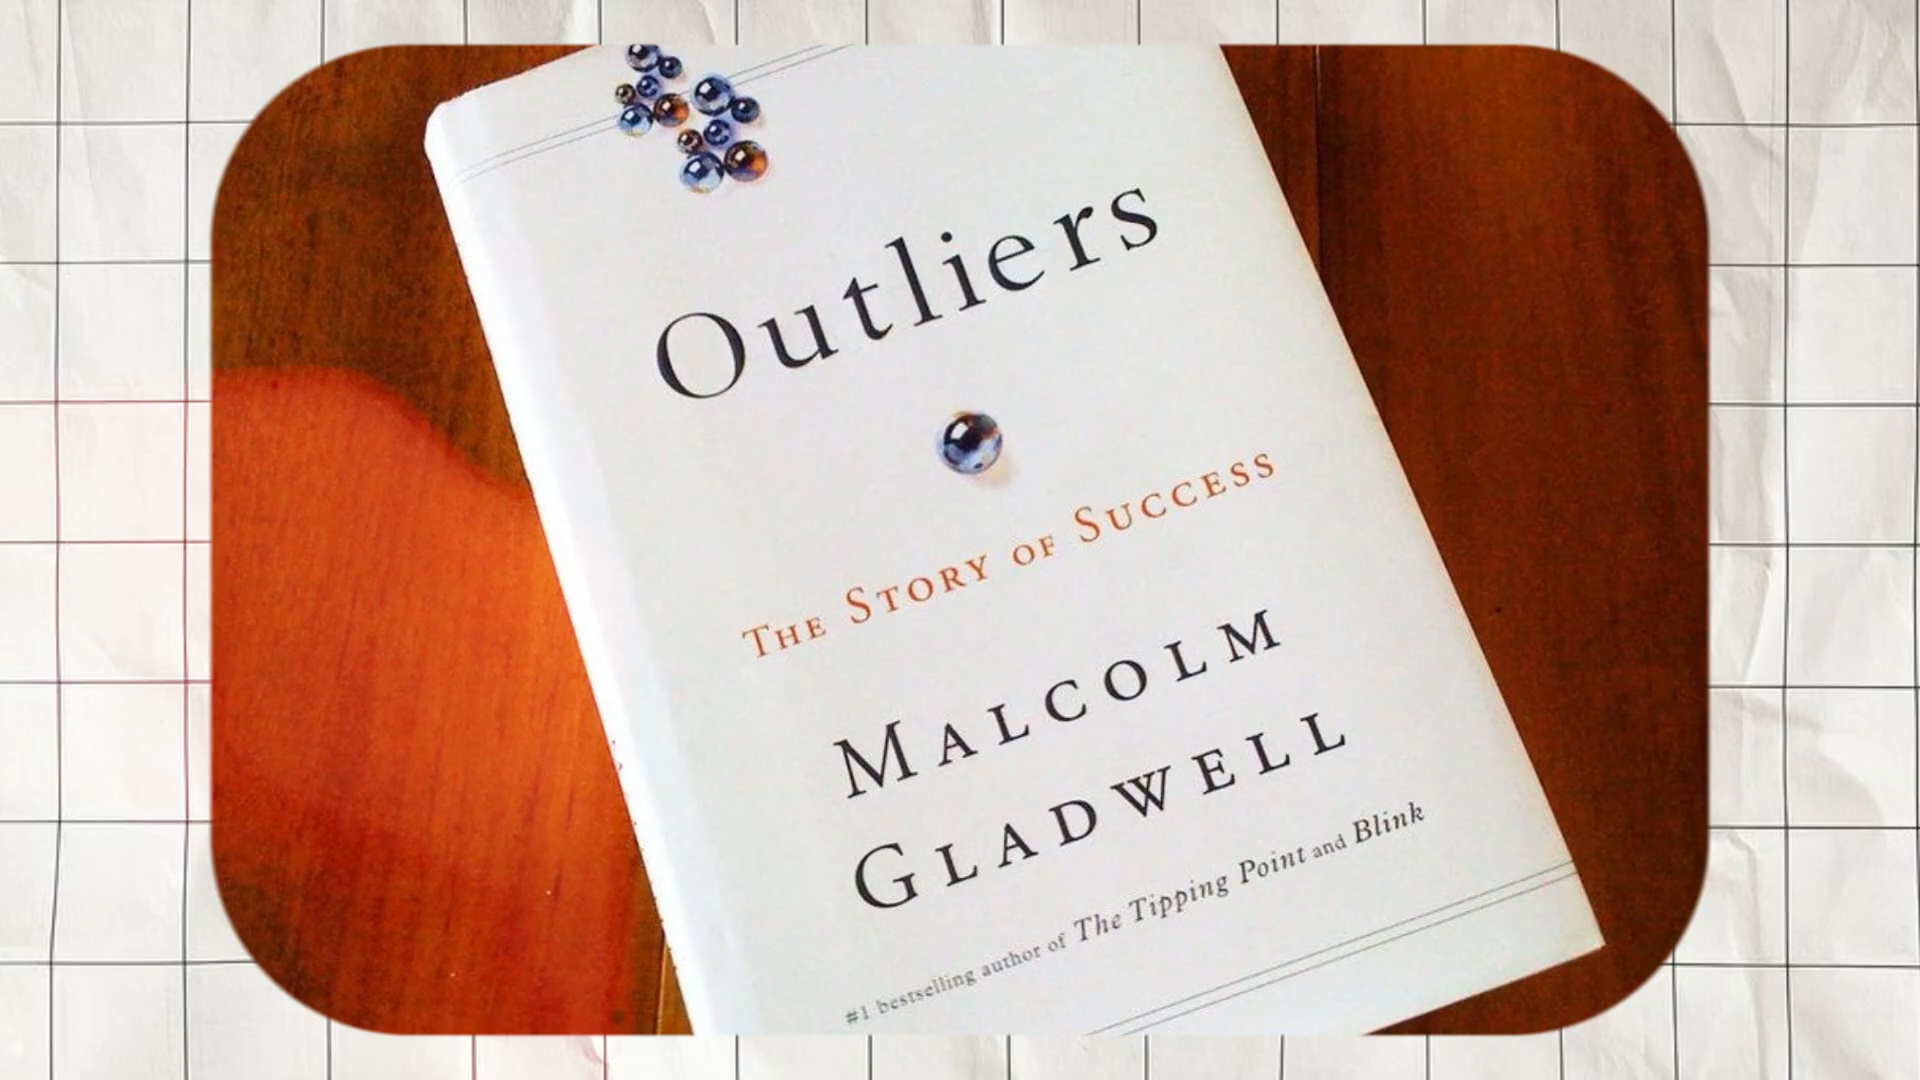 Outliers
THE STORY OF SUCCESS
MALCOLM
GLADWELL
#1 bestselling author of The Tipping Point and Blink